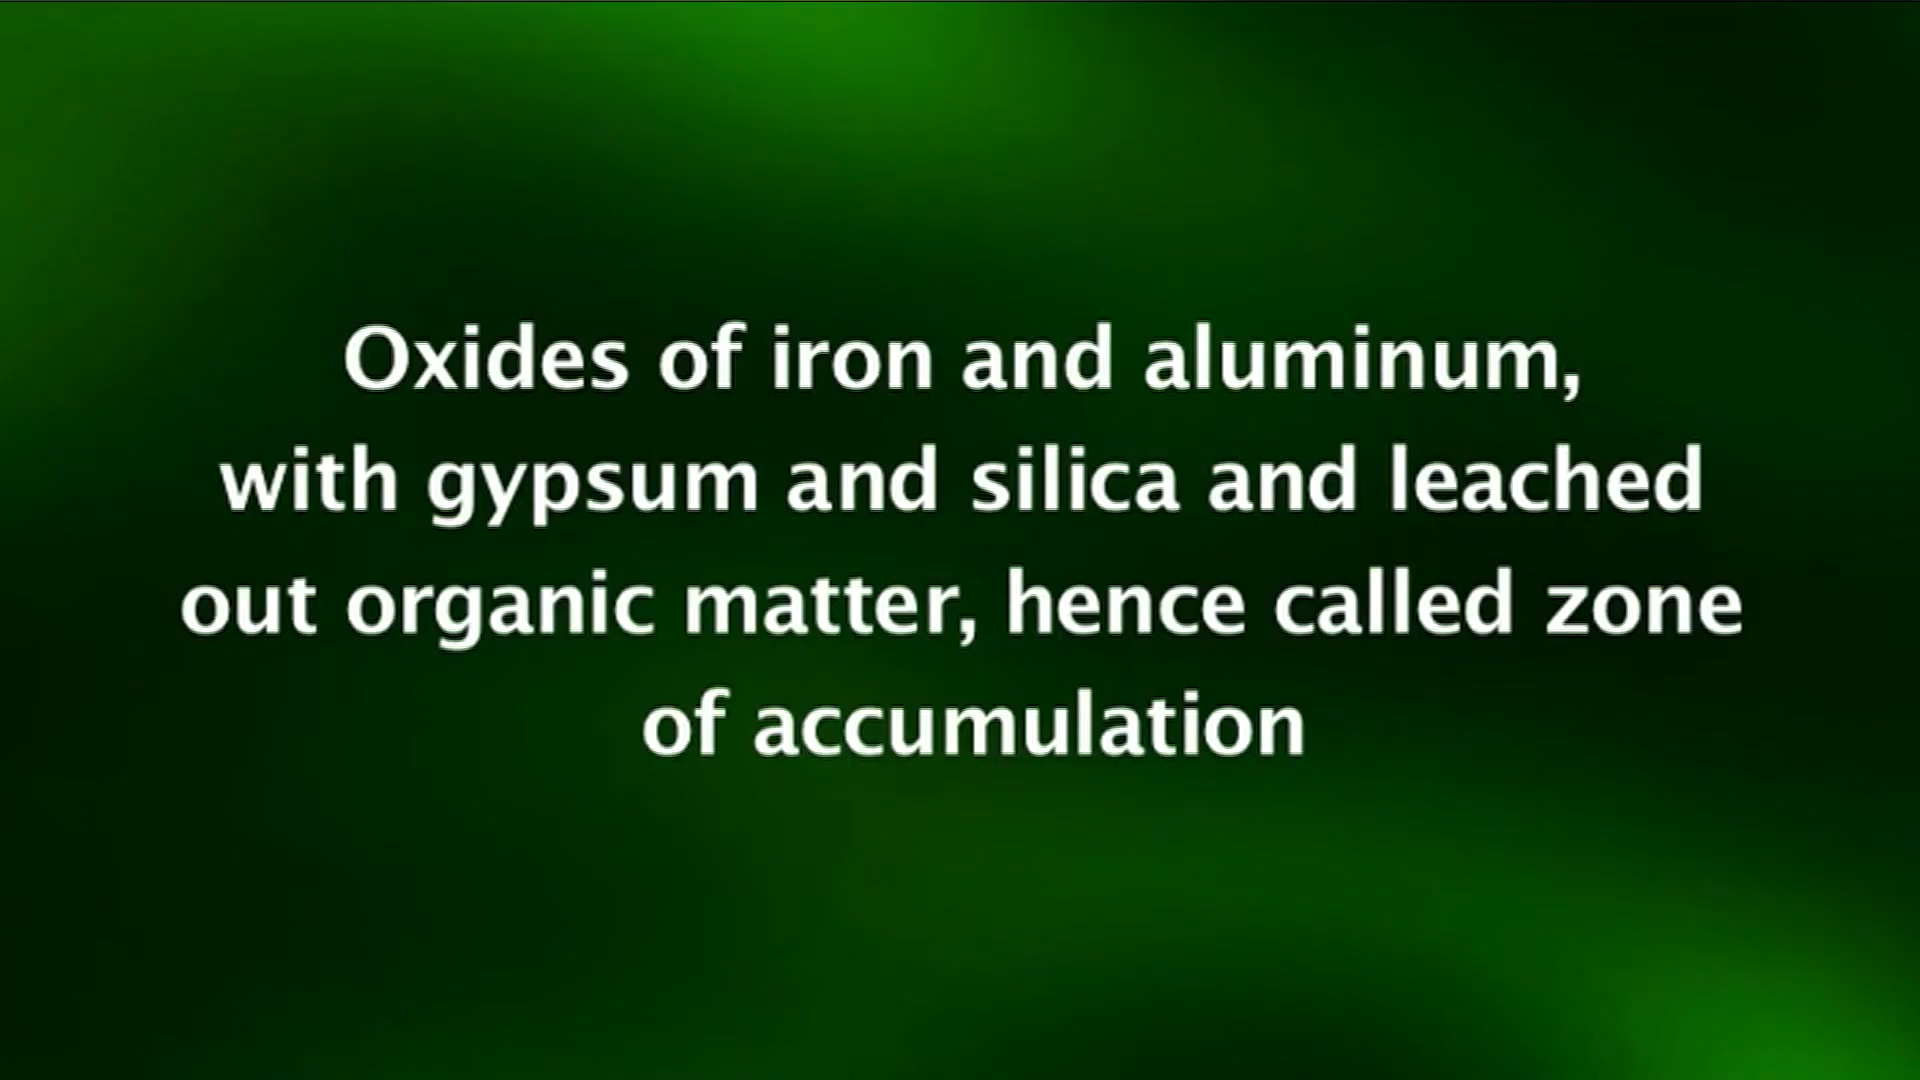 Oxides of iron and aluminum,
with gypsum and silica and leached
out organic matter, hence called zone
of accumulation